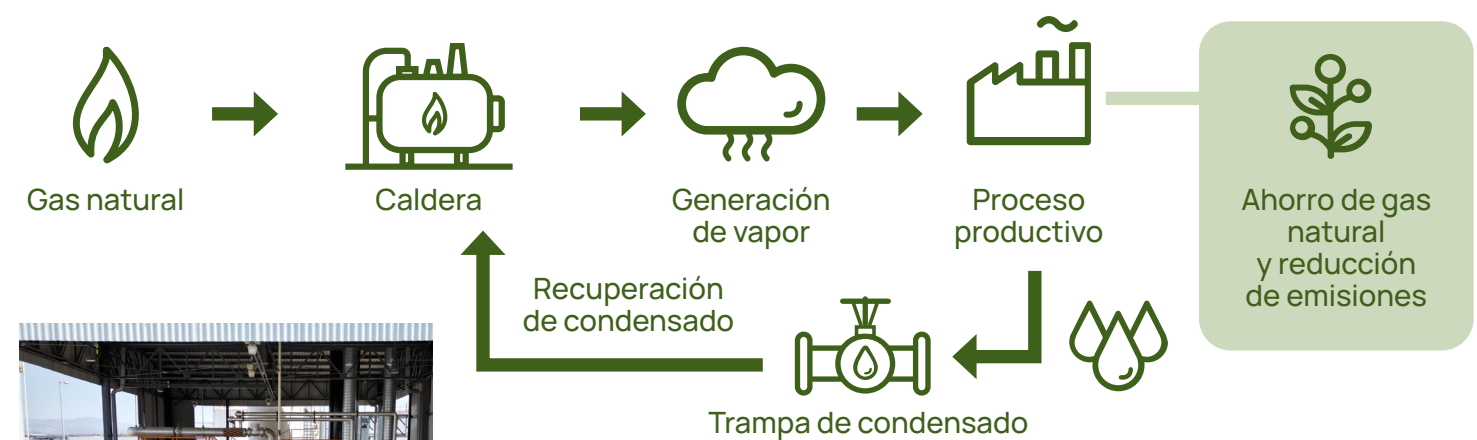 Gas natural
Caldera
Generación
de vapor
Proceso
productivo
Ahorro de gas
natural
y reducción
de emisiones
Recuperación
de condensado
Trampa de condensado